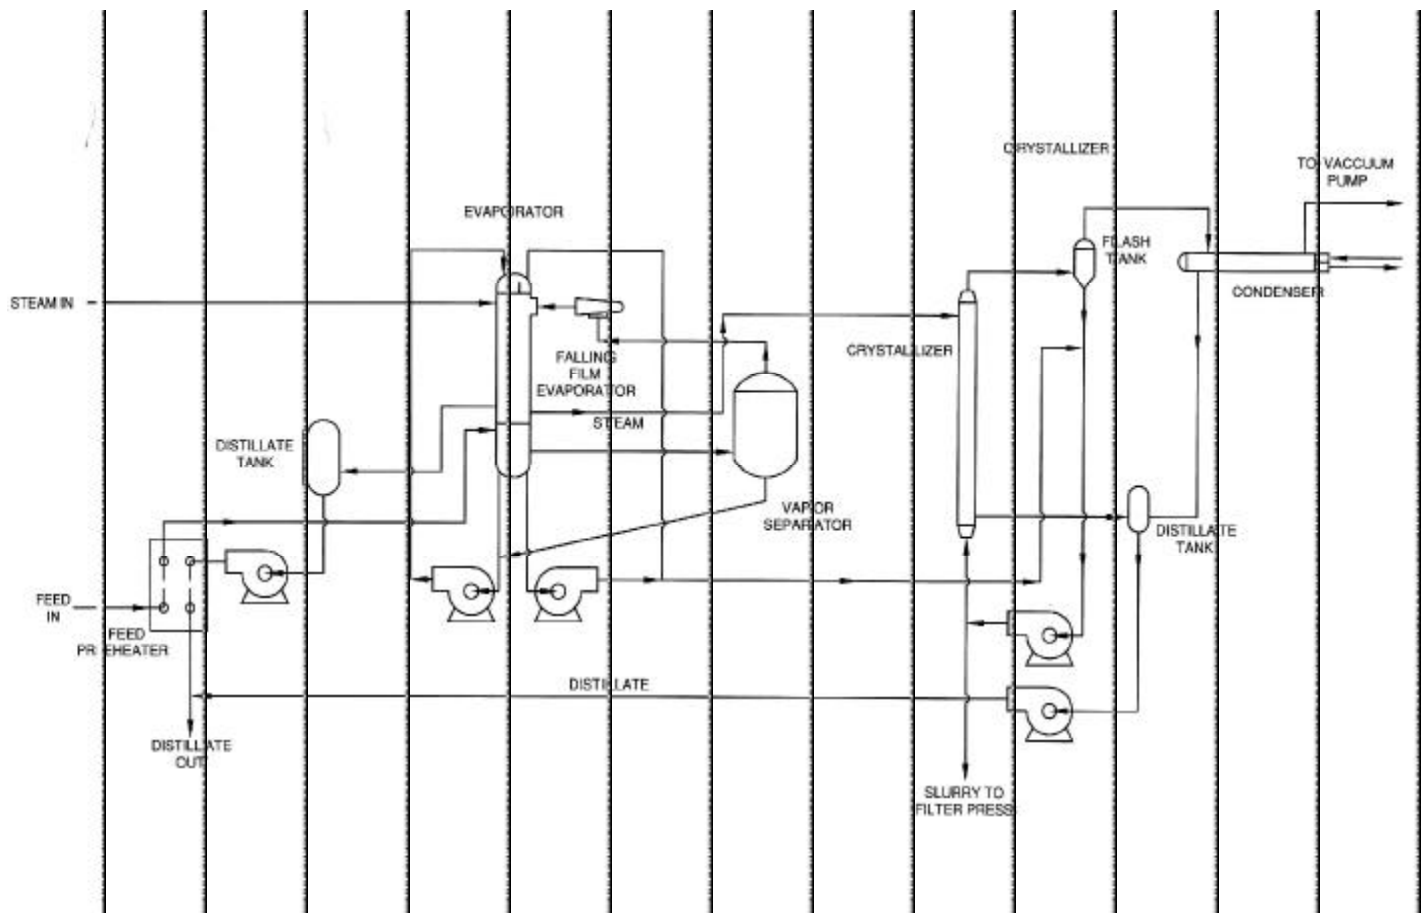 CRYSTALLIZER
TO VACCUUM
PUMP
EVAPORATOR
FLASH
TANK
CONDENSER
STEAM IN
CRYSTALLIZER
FALLING
FILM
EVAPORATOR
STEAM
DISTILLATE
TANK
VAPOR
SEPARATOR
DISTILLATE
TANK
FEED
IN
FEED
PREHEATER
DISTILLATE
DISTILLATE
OUT
SLURRY TO
FILTER PRESS